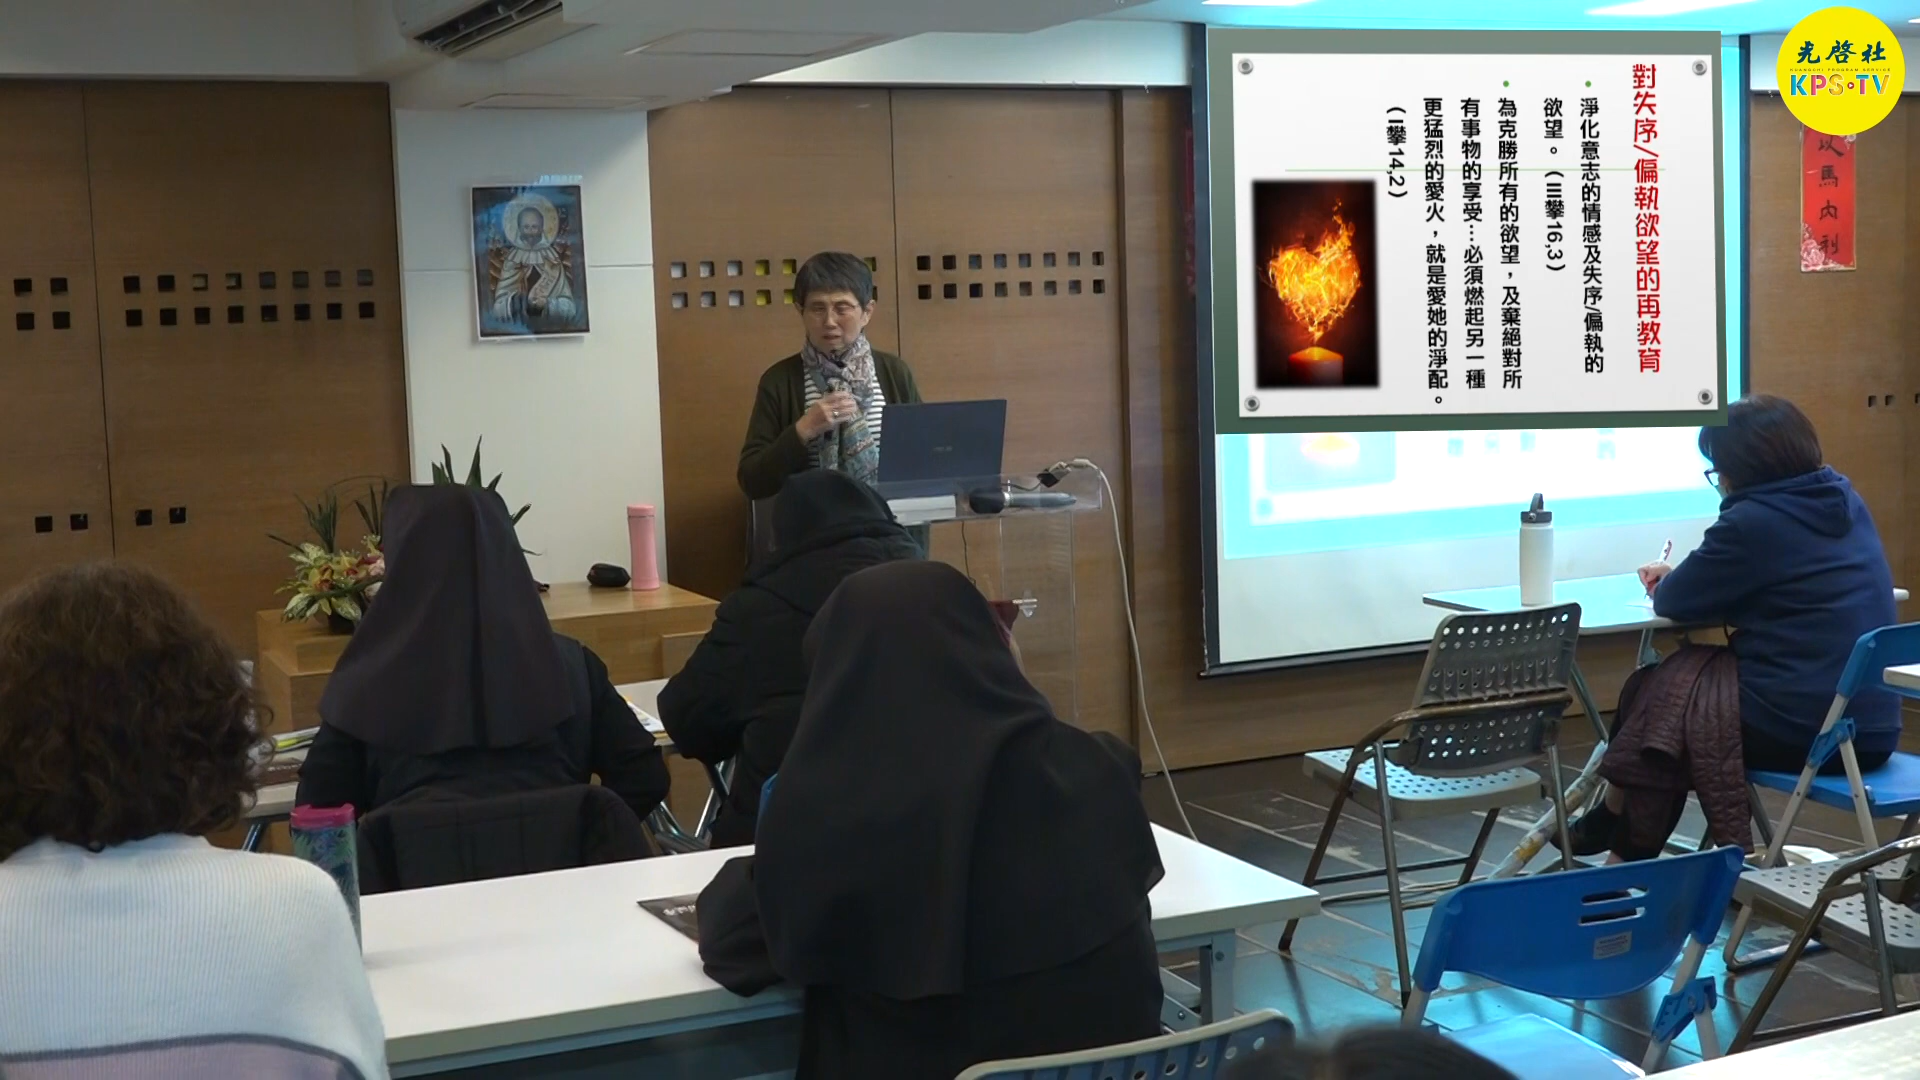 對失序/偏執欲望的再教育
• 淨化意志的情感及失序/偏執的
欲望。(III攀16,3)
• 為克勝所有的欲望，及棄絕對所
有事物的享受…必須燃起另一種
更猛烈的愛火，就是愛她的淨配。
(I攀14,2)
光啓社
KUANGCHI PROGRAM SERVICE
KPS•TV
馬
內
利